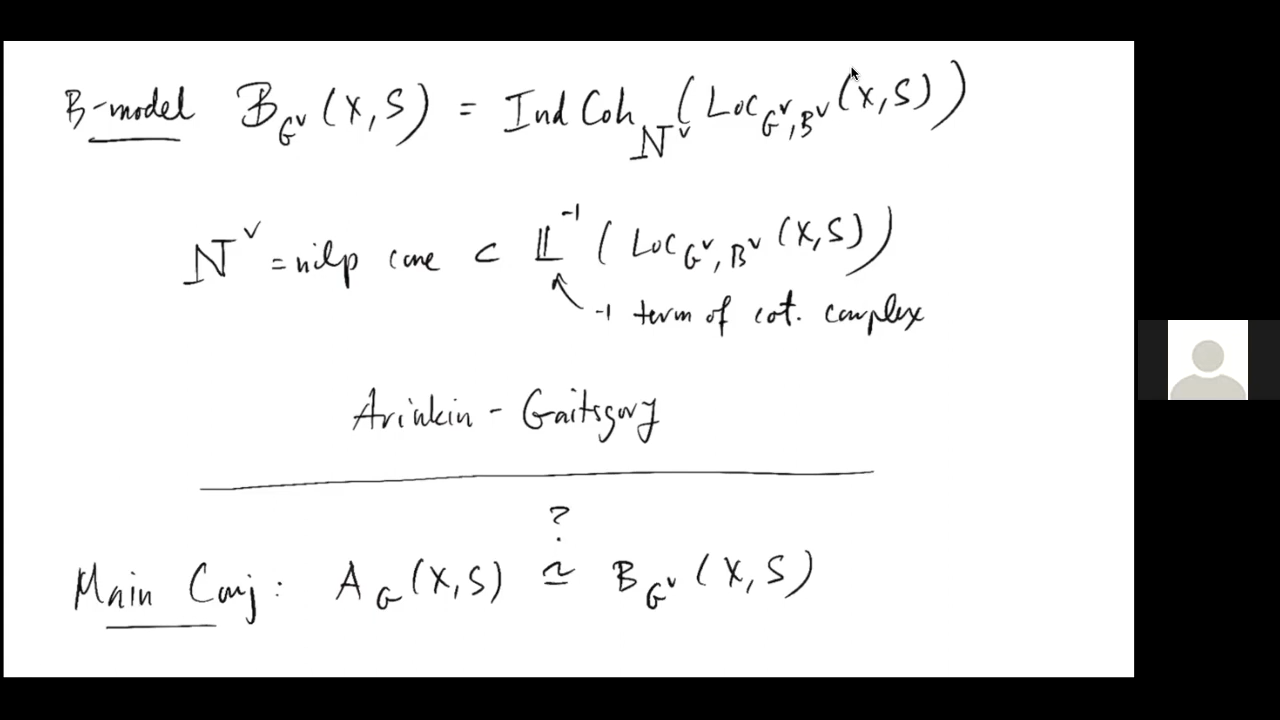 B-model B_{G^∨}(X,S) = IndCoh_{N^∨}(Loc_{G^∨,B^∨}(X,S))
N^∨ = nilp cone ⊂ 𝕃^{-1}(Loc_{G^∨,B^∨}(X,S))
-1 term of cot. complex
Arinkin - Gaitsgory
?
Main Conj: A_G(X,S) ≃ B_{G^∨}(X,S)